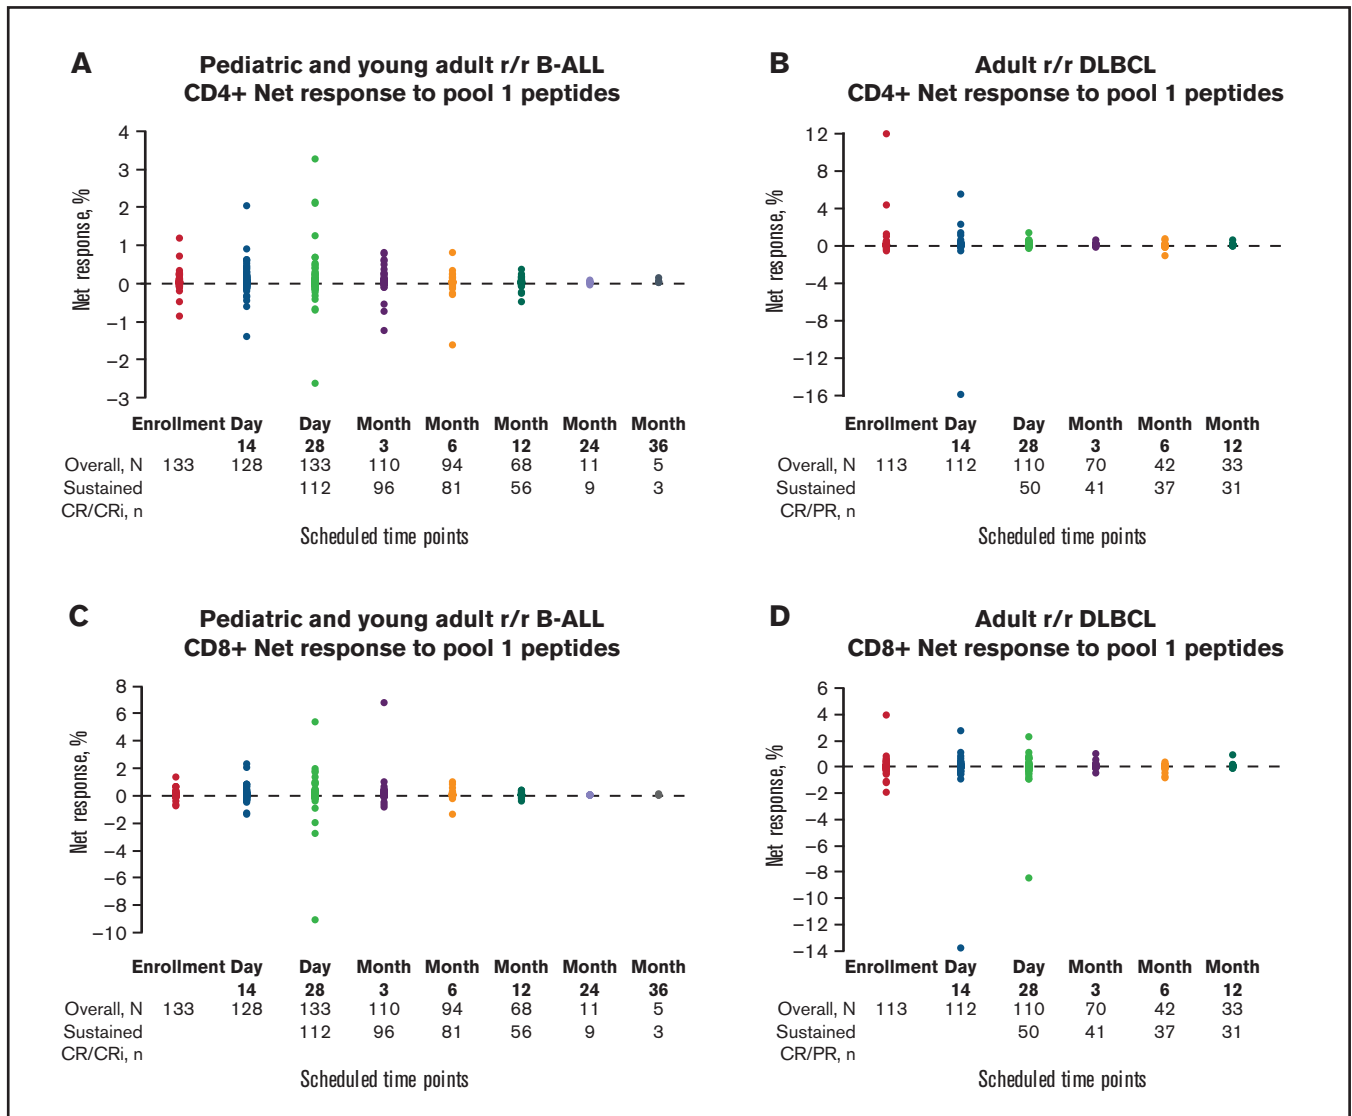 A
Pediatric and young adult r/r B-ALL
CD4+ Net response to pool 1 peptides
Net response, %
4
3
2
1
0
−1
−2
−3
Enrollment Day Day Month Month Month Month Month
14 28 3 6 12 24 36
Overall, N 133 128 133 110 94 68 11 5
Sustained 112 96 81 56 9 3
CR/CRi, n
Scheduled time points
B
Adult r/r DLBCL
CD4+ Net response to pool 1 peptides
Net response, %
12
8
4
0
−4
−8
−12
−16
Enrollment Day Day Month Month Month
14 28 3 6 12
Overall, N 113 112 110 70 42 33
Sustained 50 41 37 31
CR/PR, n
Scheduled time points
C
Pediatric and young adult r/r B-ALL
CD8+ Net response to pool 1 peptides
Net response, %
8
6
4
2
0
−2
−4
−6
−8
−10
Enrollment Day Day Month Month Month Month Month
14 28 3 6 12 24 36
Overall, N 133 128 133 110 94 68 11 5
Sustained 112 96 81 56 9 3
CR/CRi, n
Scheduled time points
D
Adult r/r DLBCL
CD8+ Net response to pool 1 peptides
Net response, %
6
4
2
0
−2
−4
−6
−8
−10
−12
−14
Enrollment Day Day Month Month Month
14 28 3 6 12
Overall, N 113 112 110 70 42 33
Sustained 50 41 37 31
CR/PR, n
Scheduled time points